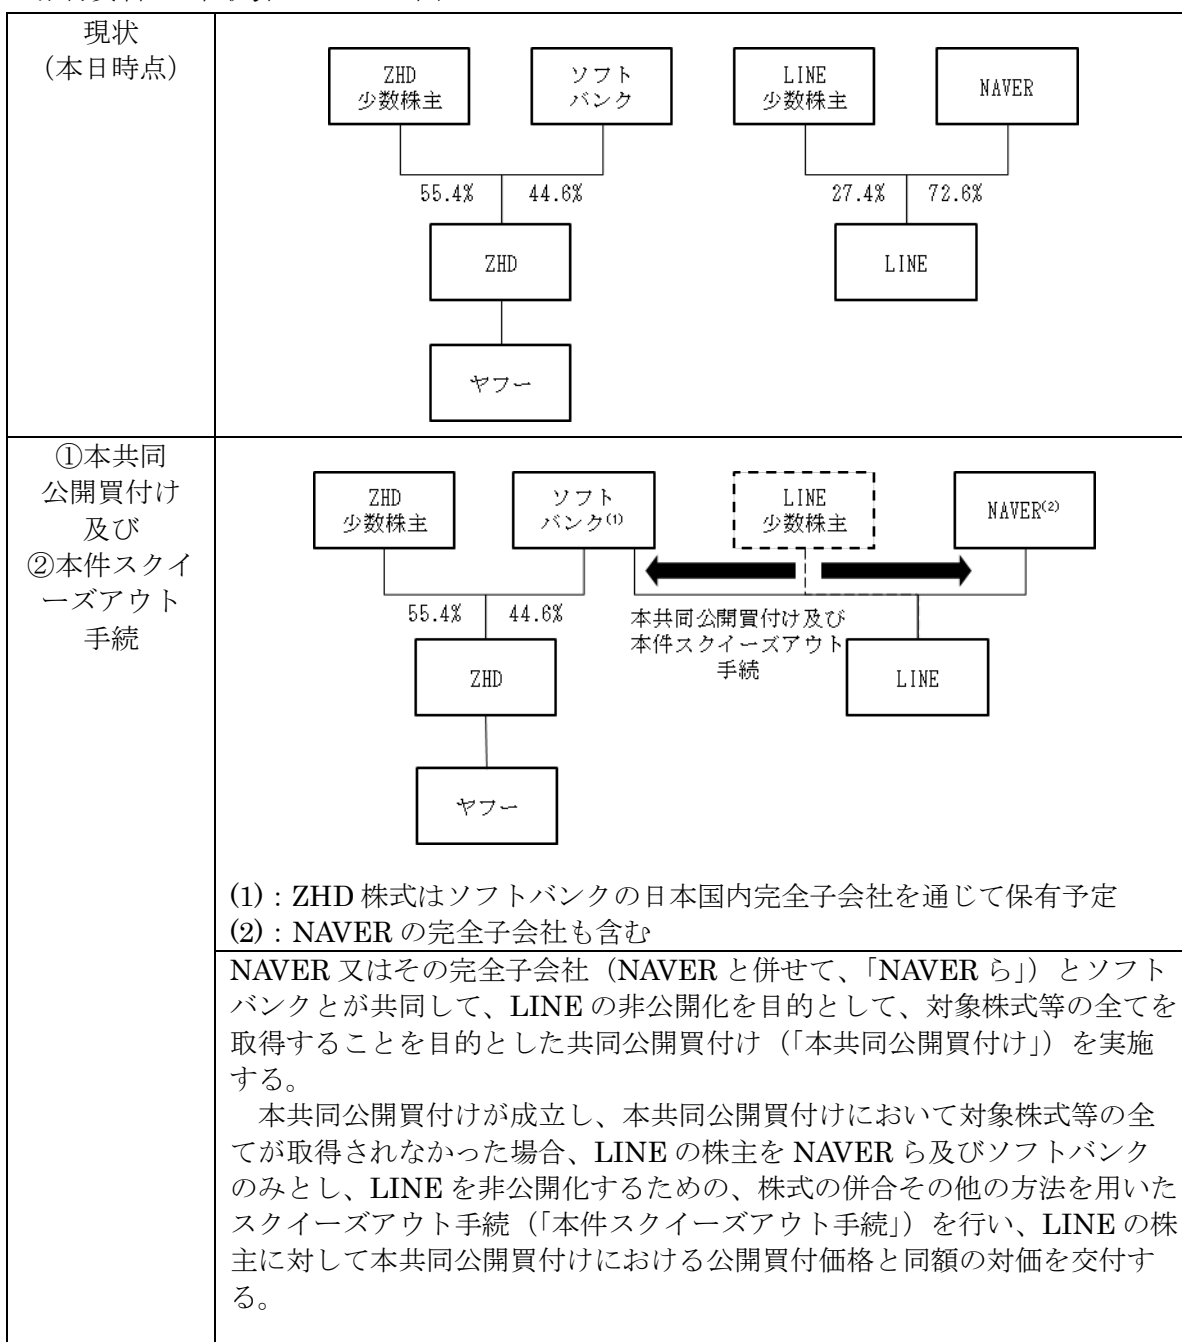 現状
（本日時点）
ZHD
少数株主
ソフト
バンク
LINE
少数株主
NAVER
55.4%
44.6%
27.4%
72.6%
ZHD
LINE
ヤフー
①本共同
公開買付け
及び
②本件スクイ
ーズアウト
手続
ZHD
少数株主
ソフト
バンク(1)
LINE
少数株主
NAVER(2)
55.4%
44.6%
本共同公開買付け及び
本件スクイーズアウト
手続
ZHD
LINE
ヤフー
(1)：ZHD 株式はソフトバンクの日本国内完全子会社を通じて保有予定
(2)：NAVER の完全子会社も含む
NAVER 又はその完全子会社（NAVER と併せて、「NAVER ら」）とソフト
バンクとが共同して、LINE の非公開化を目的として、対象株式等の全てを
取得することを目的とした共同公開買付け（「本共同公開買付け」）を実施
する。
本共同公開買付けが成立し、本共同公開買付けにおいて対象株式等の全
てが取得されなかった場合、LINE の株主を NAVER ら及びソフトバンク
のみとし、LINE を非公開化するための、株式の併合その他の方法を用いた
スクイーズアウト手続（「本件スクイーズアウト手続」）を行い、LINE の株
主に対して本共同公開買付けにおける公開買付価格と同額の対価を交付す
る。